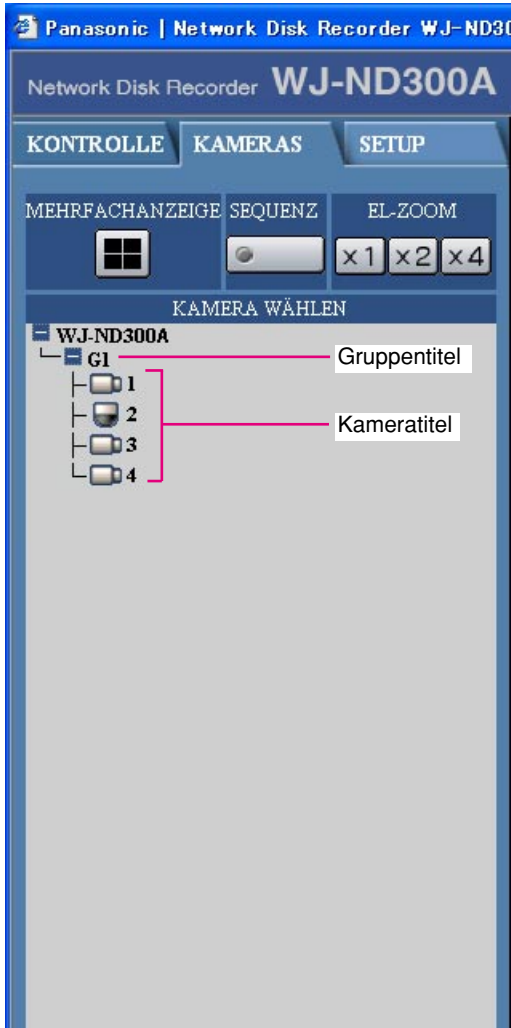 Panasonic | Network Disk Recorder WJ-ND30
Network Disk Recorder WJ-ND300A
KONTROLLE KAMERAS SETUP
MEHRFACHANZEIGE SEQUENZ EL-ZOOM
x1 x2 x4
KAMERA WÄHLEN
WJ-ND300A
G1 Gruppentitel
1
2 Kameratitel
3
4